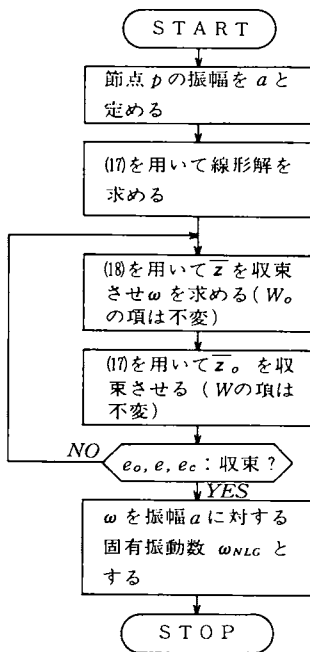 START
節点 p の振幅を a と
定める
(17)を用いて線形解を
求める
(18)を用いて z̅ を収束
させ ω を求める( Wₒ
の項は不変)
(17)を用いて z̅ₒ を収
束させる ( Wの項は
不変)
NO
eₒ, e, e꜀ : 収束 ?
YES
ω を振幅 a に対する
固有振動数 ω_NLG と
する
STOP